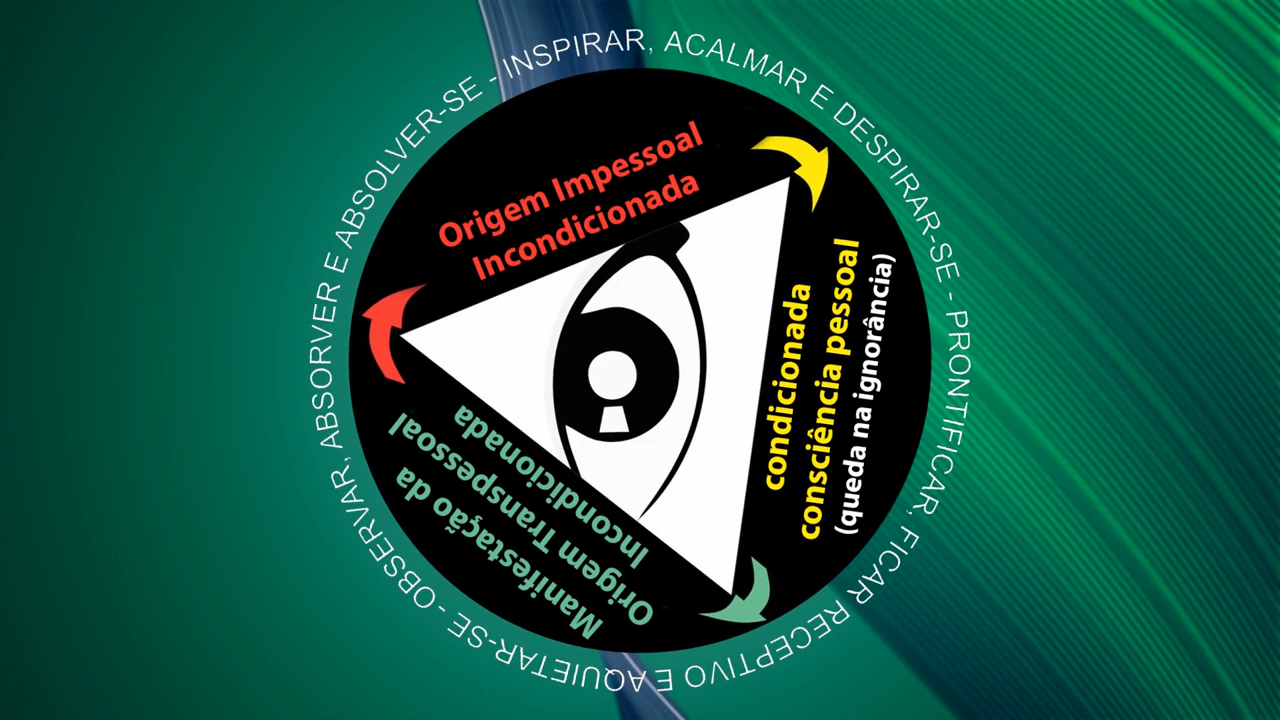 INSPIRAR, ACALMAR E DESPIRAR-SE - PRONTIFICAR, FICAR RECEPTIVO E AQUIETAR-SE - OBSERVAR, ABSORVER E ABSOLVER-SE -
Origem Impessoal
Incondicionada
condicionada
consciência pessoal
(queda na ignorância)
Manifestação da
Origem Transpessoal
Incondicionada